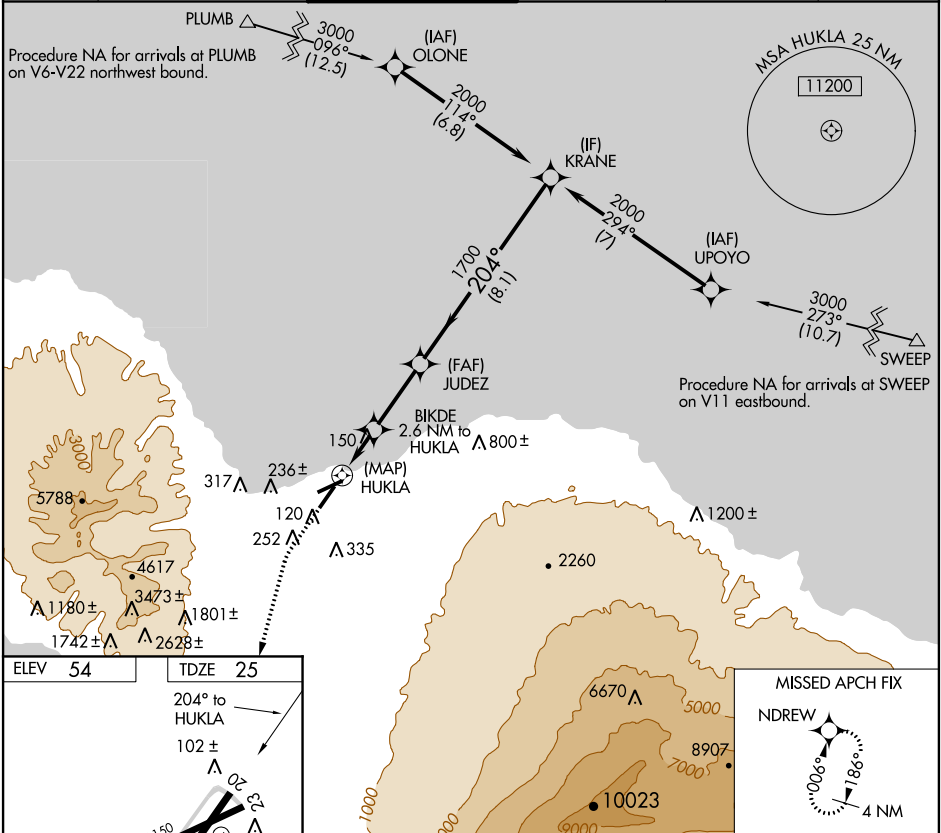 PLUMB
3000
096°
(12.5)
(IAF)
OLONE
Procedure NA for arrivals at PLUMB
on V6-V22 northwest bound.
MSA HUKLA 25 NM
11200
2000
114°
(6.8)
(IF)
KRANE
2000
294°
(7)
(IAF)
UPOYO
1700
204°
(8.1)
3000
273°
(10.7)
SWEEP
(FAF)
JUDEZ
Procedure NA for arrivals at SWEEP
on V11 eastbound.
BIKDE
2.6 NM to
HUKLA
150
800±
3000
(MAP)
HUKLA
317
236±
5788
120
1200±
252
335
2260
4617
1180±
3473±
1801±
1742±
2628±
ELEV 54
TDZE 25
204° to
HUKLA
102±
20
23
150
6670
5000
8907
7000
1000
10023
9000
MISSED APCH FIX
NDREW
006°
186°
4 NM